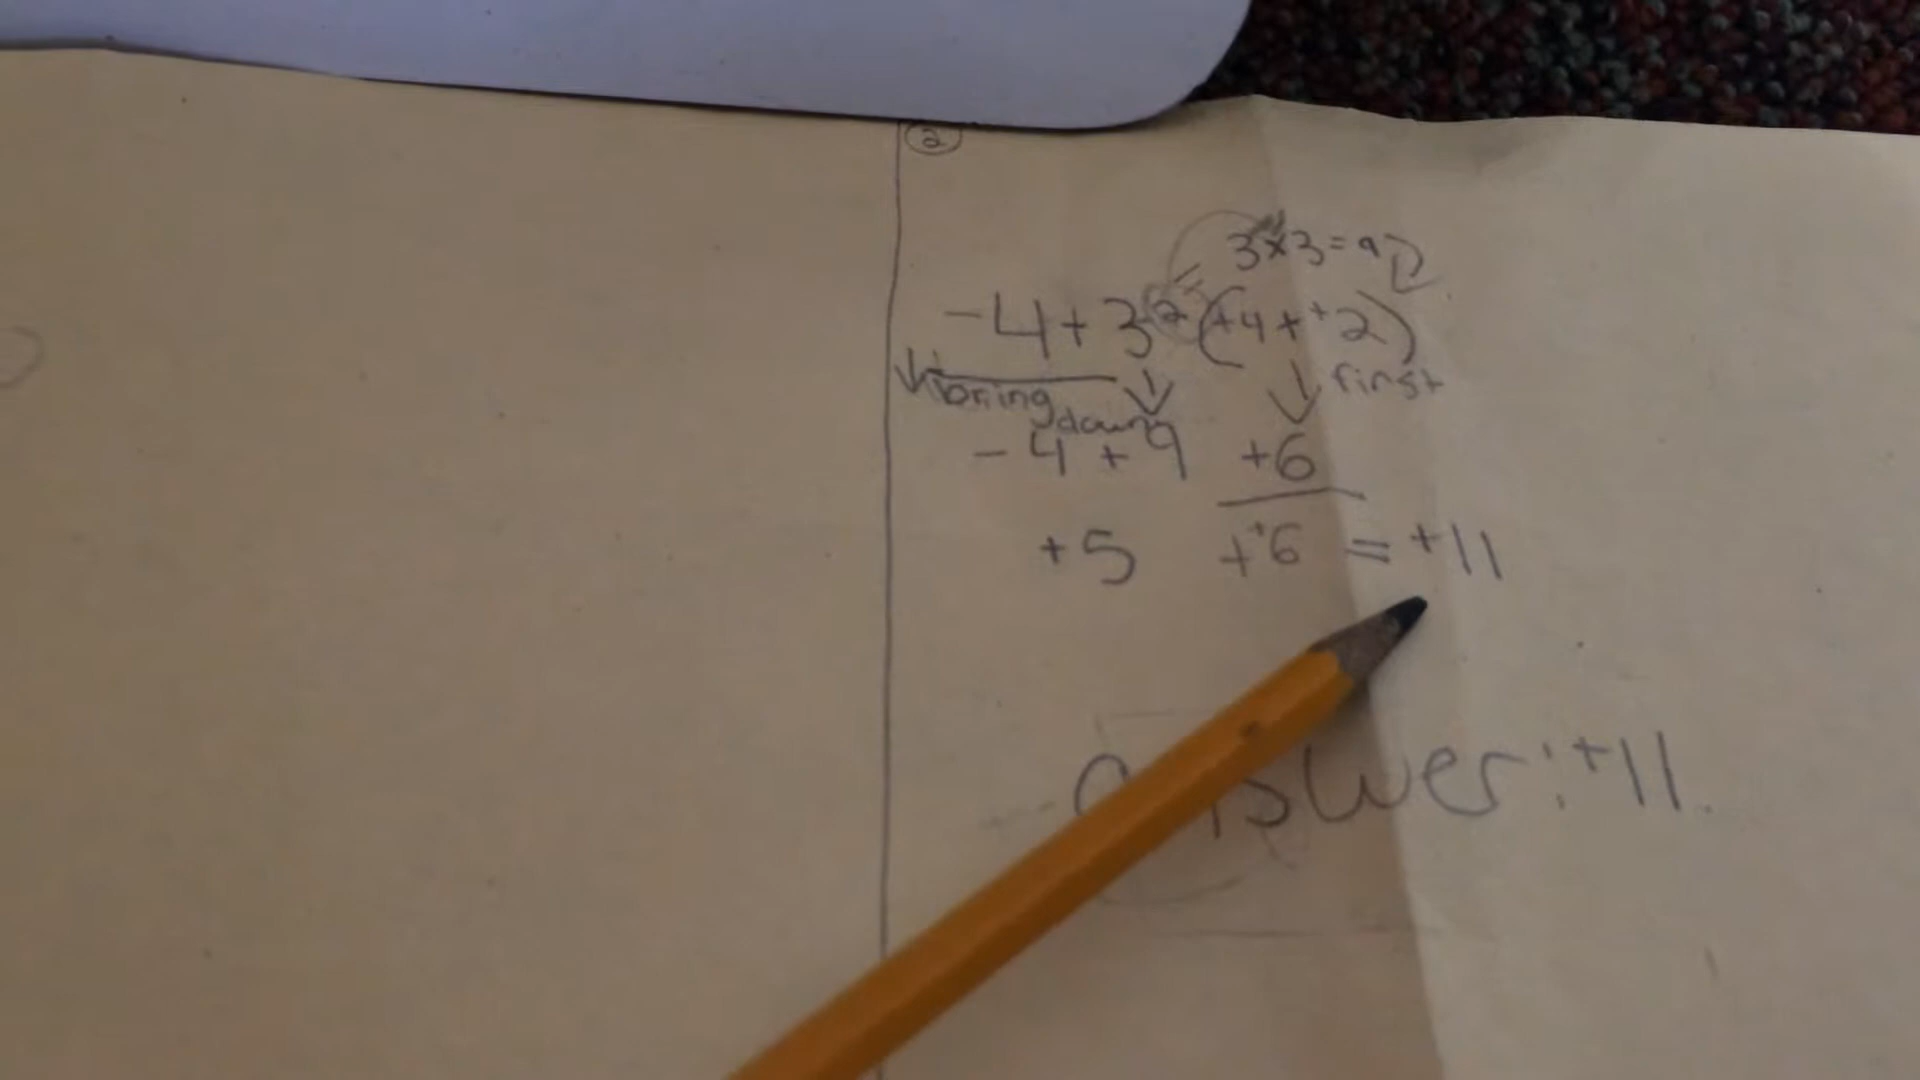 2
3×3=9
-4+3²(+4++2)
first
bring down
-4+9 +6
+5 ++6 = +11
answer: +11.